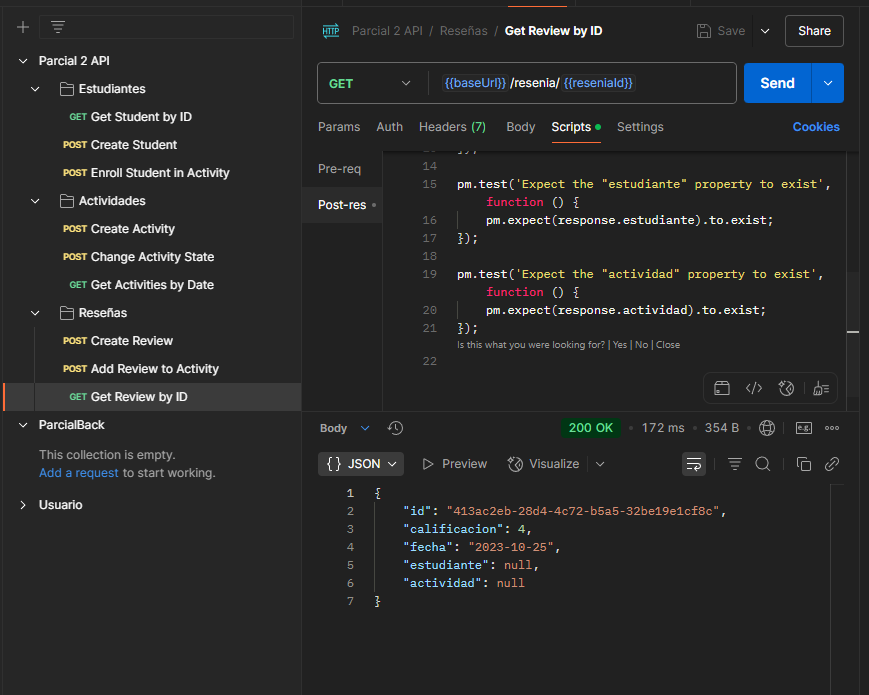 Parcial 2 API / Reseñas / Get Review by ID
Save
Share
GET
{{baseUrl}} /resenia/ {{reseniaId}}
Send
Params
Auth
Headers (7)
Body
Scripts
Settings
Cookies
Parcial 2 API
Estudiantes
GET Get Student by ID
POST Create Student
POST Enroll Student in Activity
Actividades
POST Create Activity
POST Change Activity State
GET Get Activities by Date
Reseñas
POST Create Review
POST Add Review to Activity
GET Get Review by ID
ParcialBack
This collection is empty.
Add a request to start working.
Usuario
Pre-req
Post-res
14
15 pm.test('Expect the "estudiante" property to exist',
function () {
16 pm.expect(response.estudiante).to.exist;
17 });
18
19 pm.test('Expect the "actividad" property to exist',
function () {
20 pm.expect(response.actividad).to.exist;
21 });
Is this what you were looking for? | Yes | No | Close
22
Body
200 OK
172 ms
354 B
e.g.
{} JSON
Preview
Visualize
1 {
2 "id": "413ac2eb-28d4-4c72-b5a5-32be19e1cf8c",
3 "calificacion": 4,
4 "fecha": "2023-10-25",
5 "estudiante": null,
6 "actividad": null
7 }